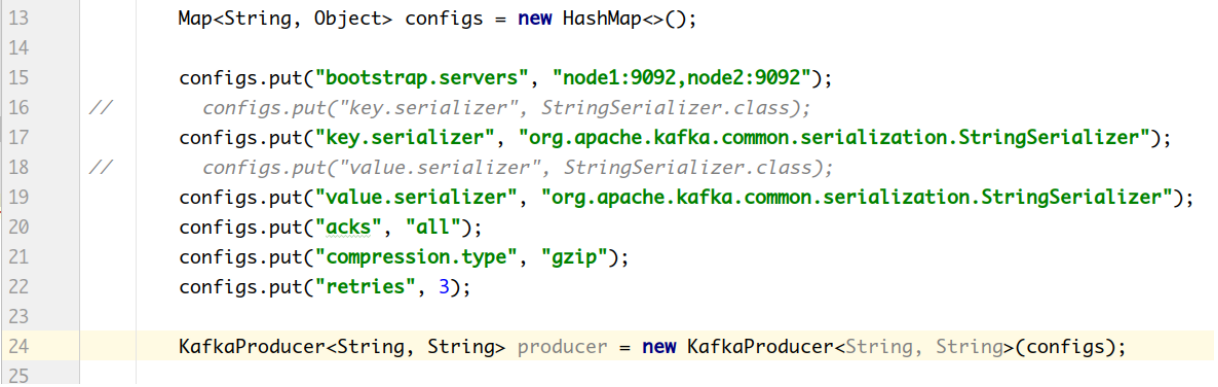 13 Map<String, Object> configs = new HashMap<>();
14
15 configs.put("bootstrap.servers", "node1:9092,node2:9092");
16 // configs.put("key.serializer", StringSerializer.class);
17 configs.put("key.serializer", "org.apache.kafka.common.serialization.StringSerializer");
18 // configs.put("value.serializer", StringSerializer.class);
19 configs.put("value.serializer", "org.apache.kafka.common.serialization.StringSerializer");
20 configs.put("acks", "all");
21 configs.put("compression.type", "gzip");
22 configs.put("retries", 3);
23
24 KafkaProducer<String, String> producer = new KafkaProducer<String, String>(configs);
25